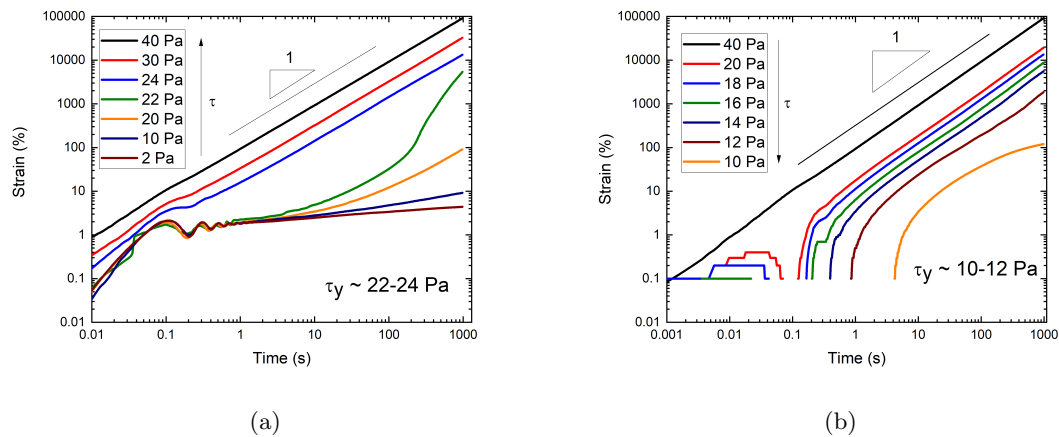 100000
10000
1000
100
10
1
0.1
0.01
Strain (%)
40 Pa
30 Pa
24 Pa
22 Pa
20 Pa
10 Pa
2 Pa
τ
1
τy ~ 22-24 Pa
0.01 0.1 1 10 100 1000
Time (s)
(a)
100000
10000
1000
100
10
1
0.1
0.01
Strain (%)
40 Pa
20 Pa
18 Pa
16 Pa
14 Pa
12 Pa
10 Pa
τ
1
τy ~ 10-12 Pa
0.001 0.01 0.1 1 10 100 1000
Time (s)
(b)